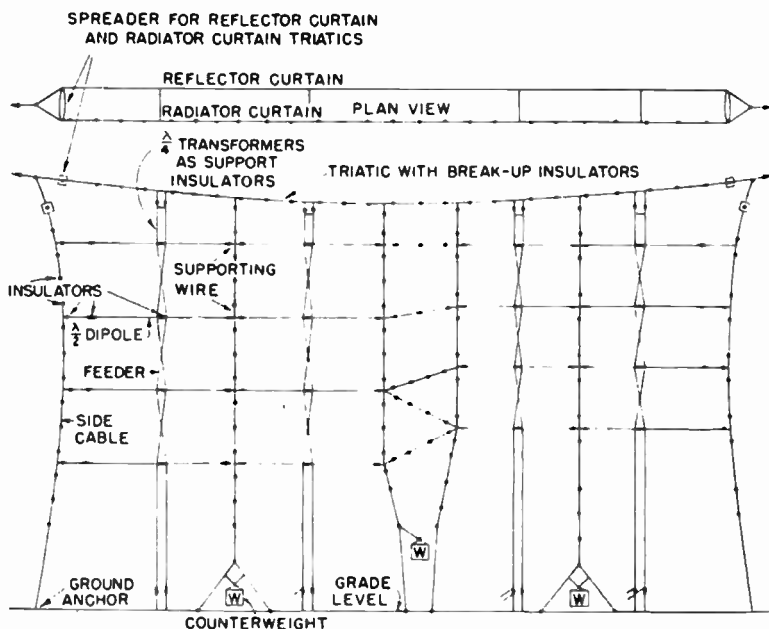 SPREADER FOR REFLECTOR CURTAIN
AND RADIATOR CURTAIN TRIATICS
REFLECTOR CURTAIN
RADIATOR CURTAIN
PLAN VIEW
λ/4 TRANSFORMERS
AS SUPPORT
INSULATORS
TRIATIC WITH BREAK-UP INSULATORS
SUPPORTING
WIRE
INSULATORS
λ/2 DIPOLE
FEEDER
SIDE
CABLE
W
GROUND
ANCHOR
W
GRADE
LEVEL
W
COUNTERWEIGHT